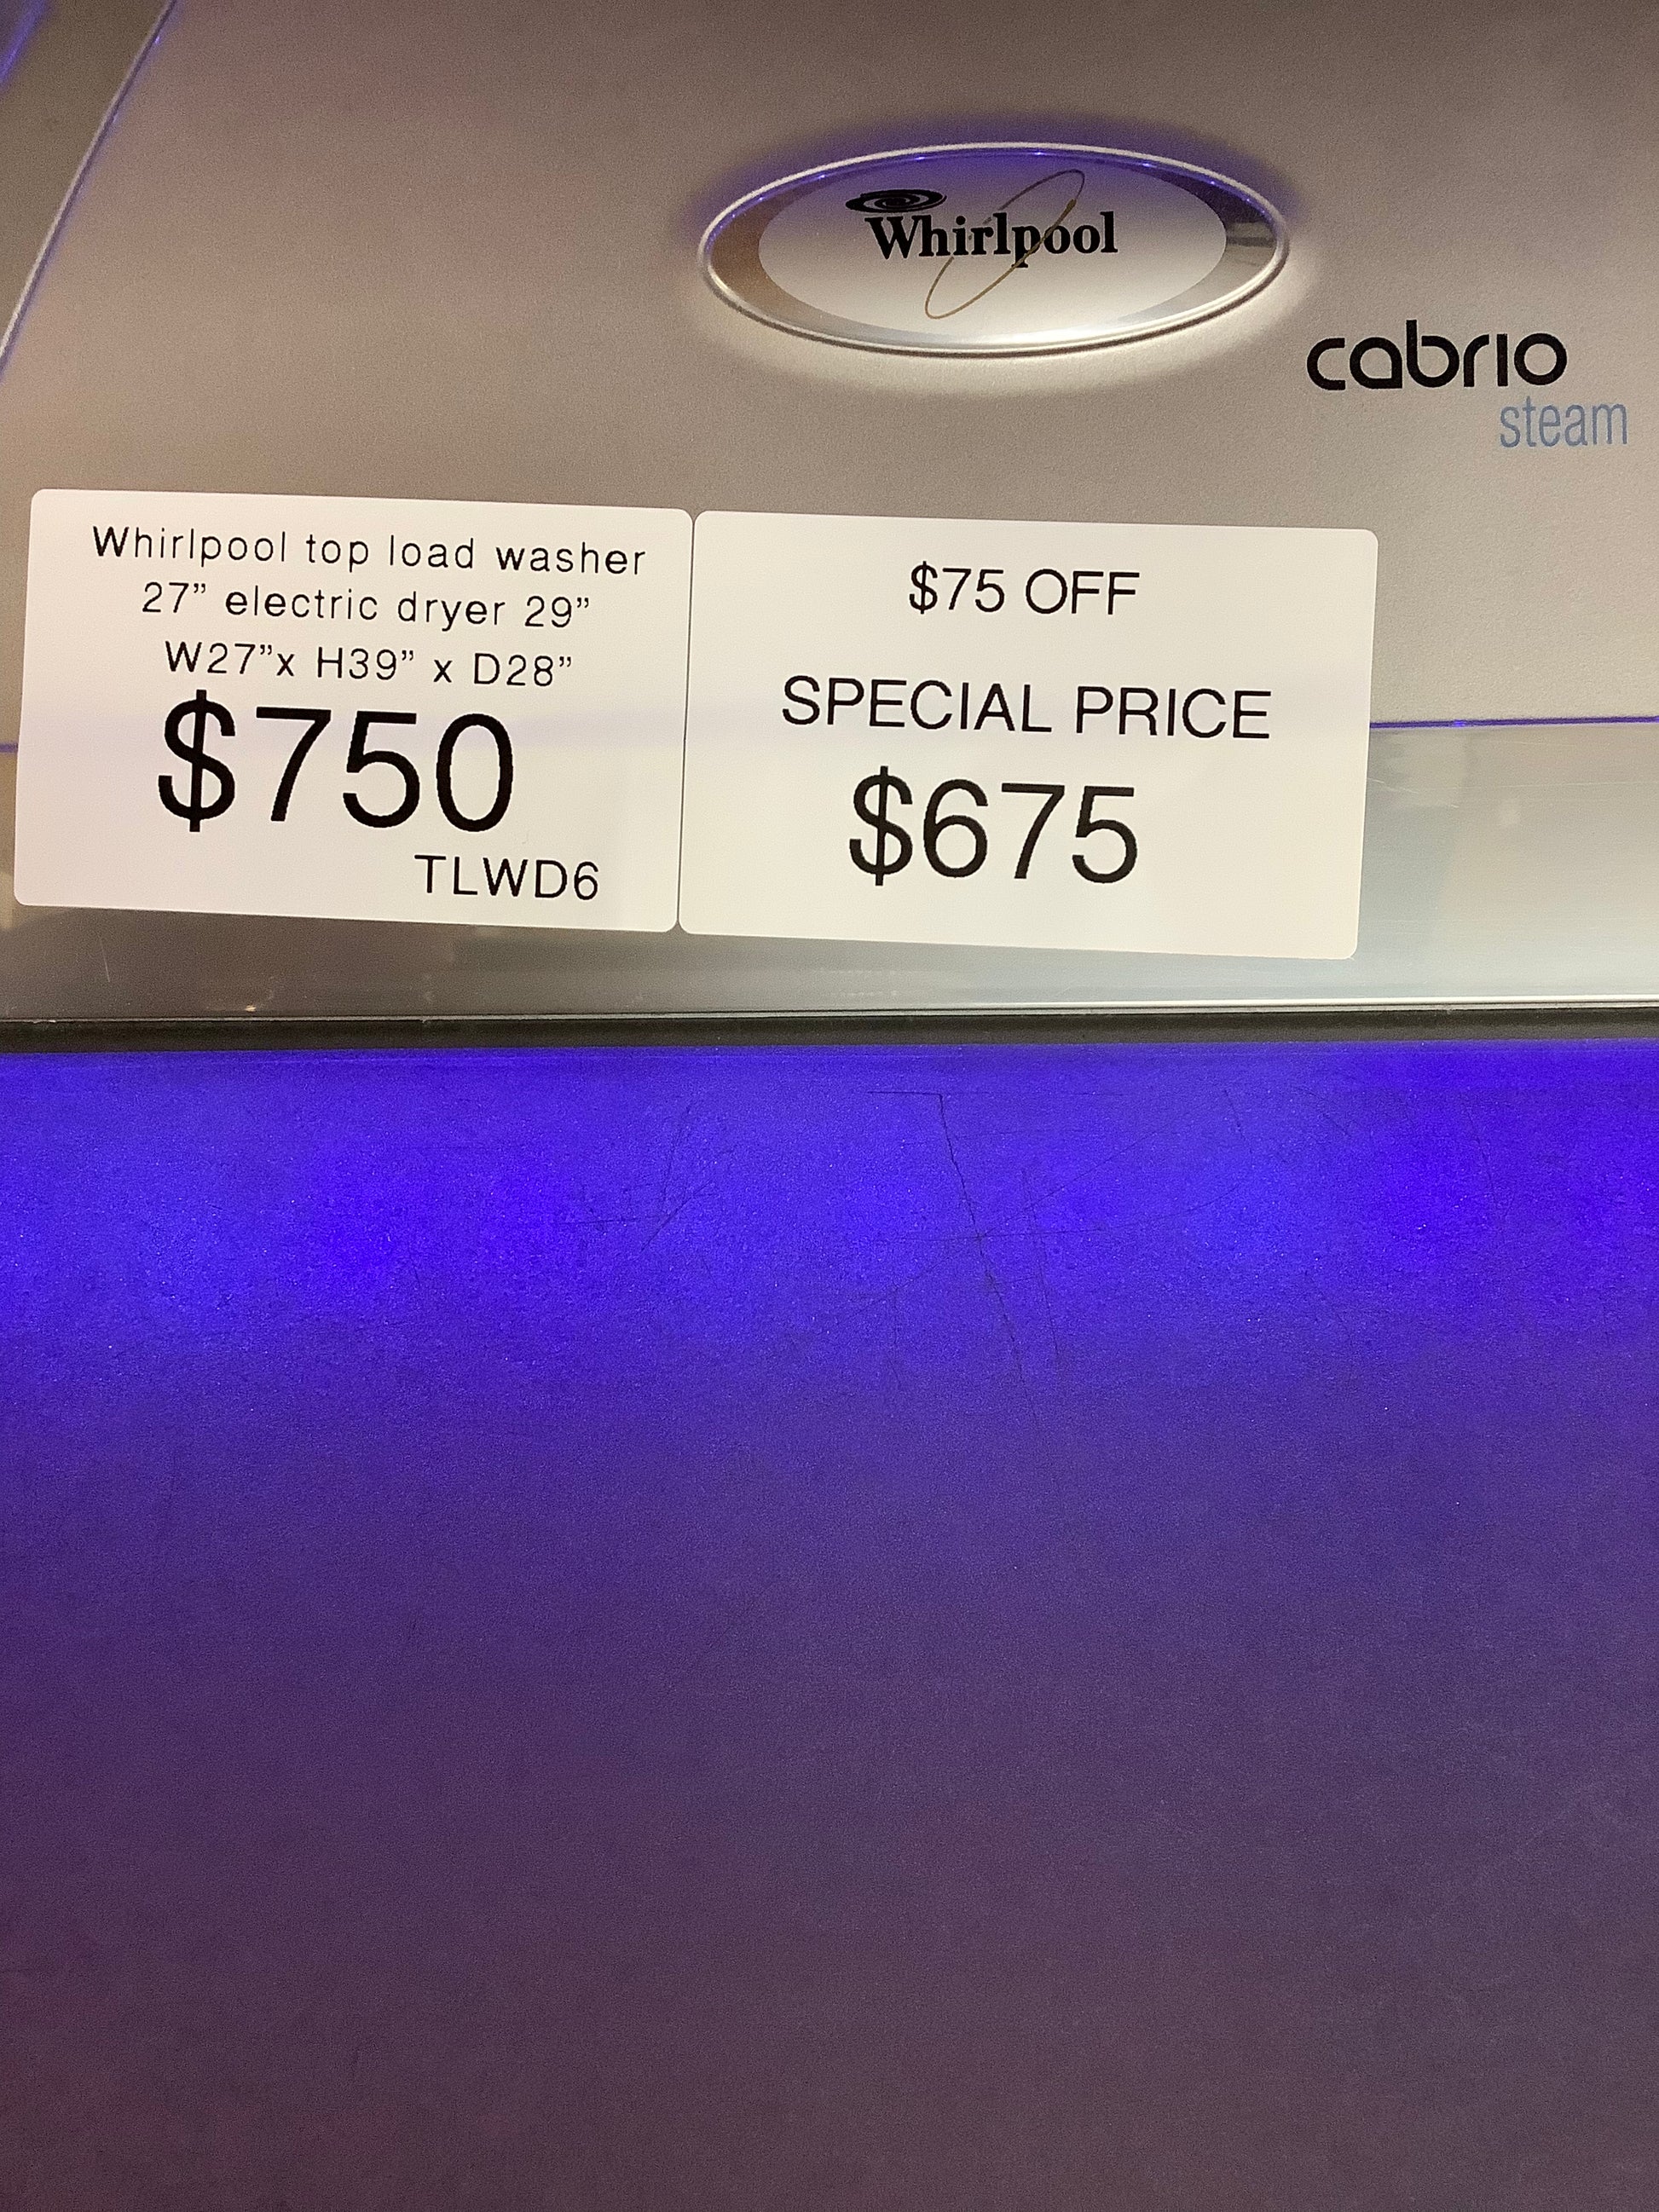 Whirlpool
cabrio
steam
Whirlpool top load washer
27” electric dryer 29”
W27”x H39” x D28”
$750
TLWD6
$75 OFF
SPECIAL PRICE
$675